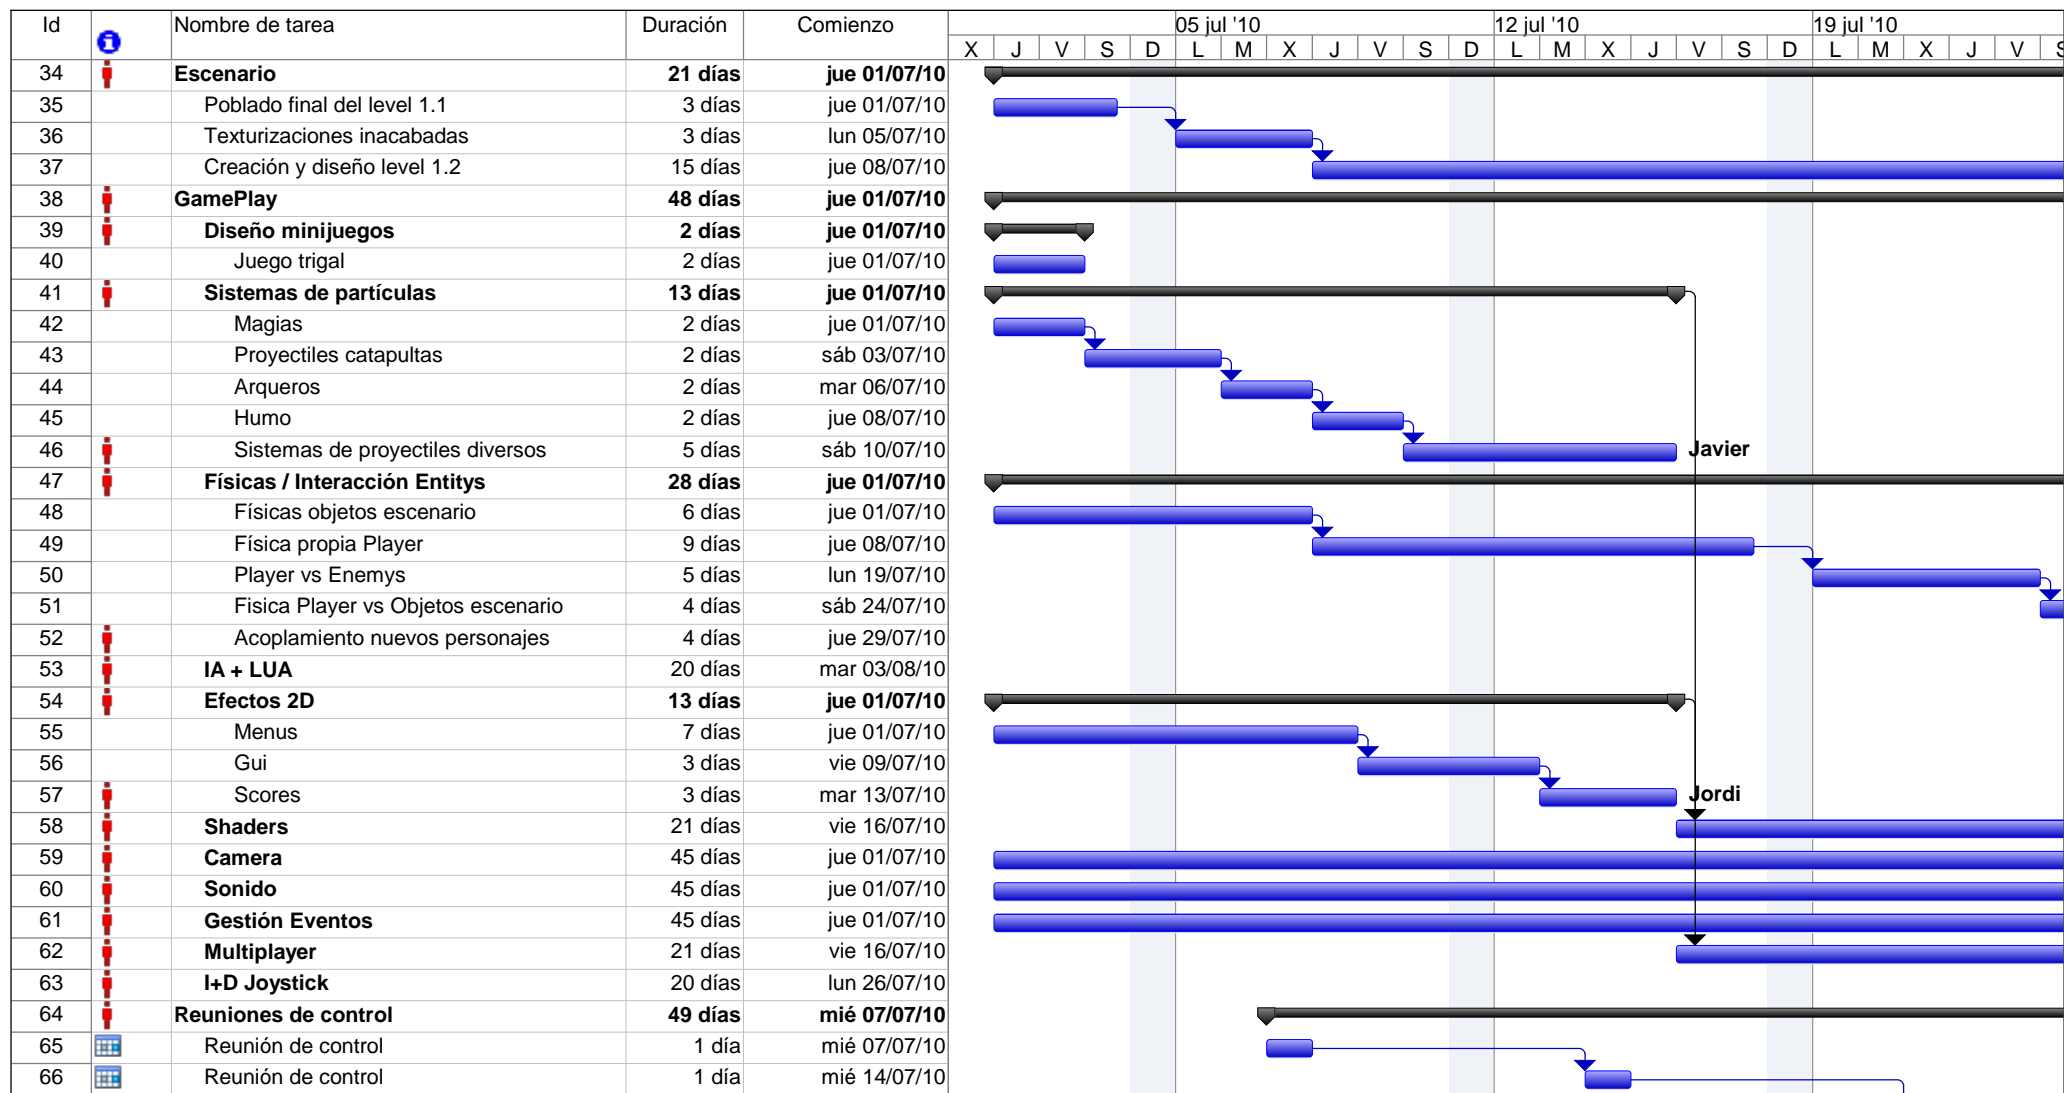 Id Nombre de tarea Duración Comienzo 05 jul '10 12 jul '10 19 jul '10
X J V S D L M X J V S D L M X J V S D L M X J V S
34 Escenario 21 días jue 01/07/10
35 Poblado final del level 1.1 3 días jue 01/07/10
36 Texturizaciones inacabadas 3 días lun 05/07/10
37 Creación y diseño level 1.2 15 días jue 08/07/10
38 GamePlay 48 días jue 01/07/10
39 Diseño minijuegos 2 días jue 01/07/10
40 Juego trigal 2 días jue 01/07/10
41 Sistemas de partículas 13 días jue 01/07/10
42 Magias 2 días jue 01/07/10
43 Proyectiles catapultas 2 días sáb 03/07/10
44 Arqueros 2 días mar 06/07/10
45 Humo 2 días jue 08/07/10
46 Sistemas de proyectiles diversos 5 días sáb 10/07/10 Javier
47 Físicas / Interacción Entitys 28 días jue 01/07/10
48 Físicas objetos escenario 6 días jue 01/07/10
49 Física propia Player 9 días jue 08/07/10
50 Player vs Enemys 5 días lun 19/07/10
51 Fisica Player vs Objetos escenario 4 días sáb 24/07/10
52 Acoplamiento nuevos personajes 4 días jue 29/07/10
53 IA + LUA 20 días mar 03/08/10
54 Efectos 2D 13 días jue 01/07/10
55 Menus 7 días jue 01/07/10
56 Gui 3 días vie 09/07/10
57 Scores 3 días mar 13/07/10 Jordi
58 Shaders 21 días vie 16/07/10
59 Camera 45 días jue 01/07/10
60 Sonido 45 días jue 01/07/10
61 Gestión Eventos 45 días jue 01/07/10
62 Multiplayer 21 días vie 16/07/10
63 I+D Joystick 20 días lun 26/07/10
64 Reuniones de control 49 días mié 07/07/10
65 Reunión de control 1 día mié 07/07/10
66 Reunión de control 1 día mié 14/07/10